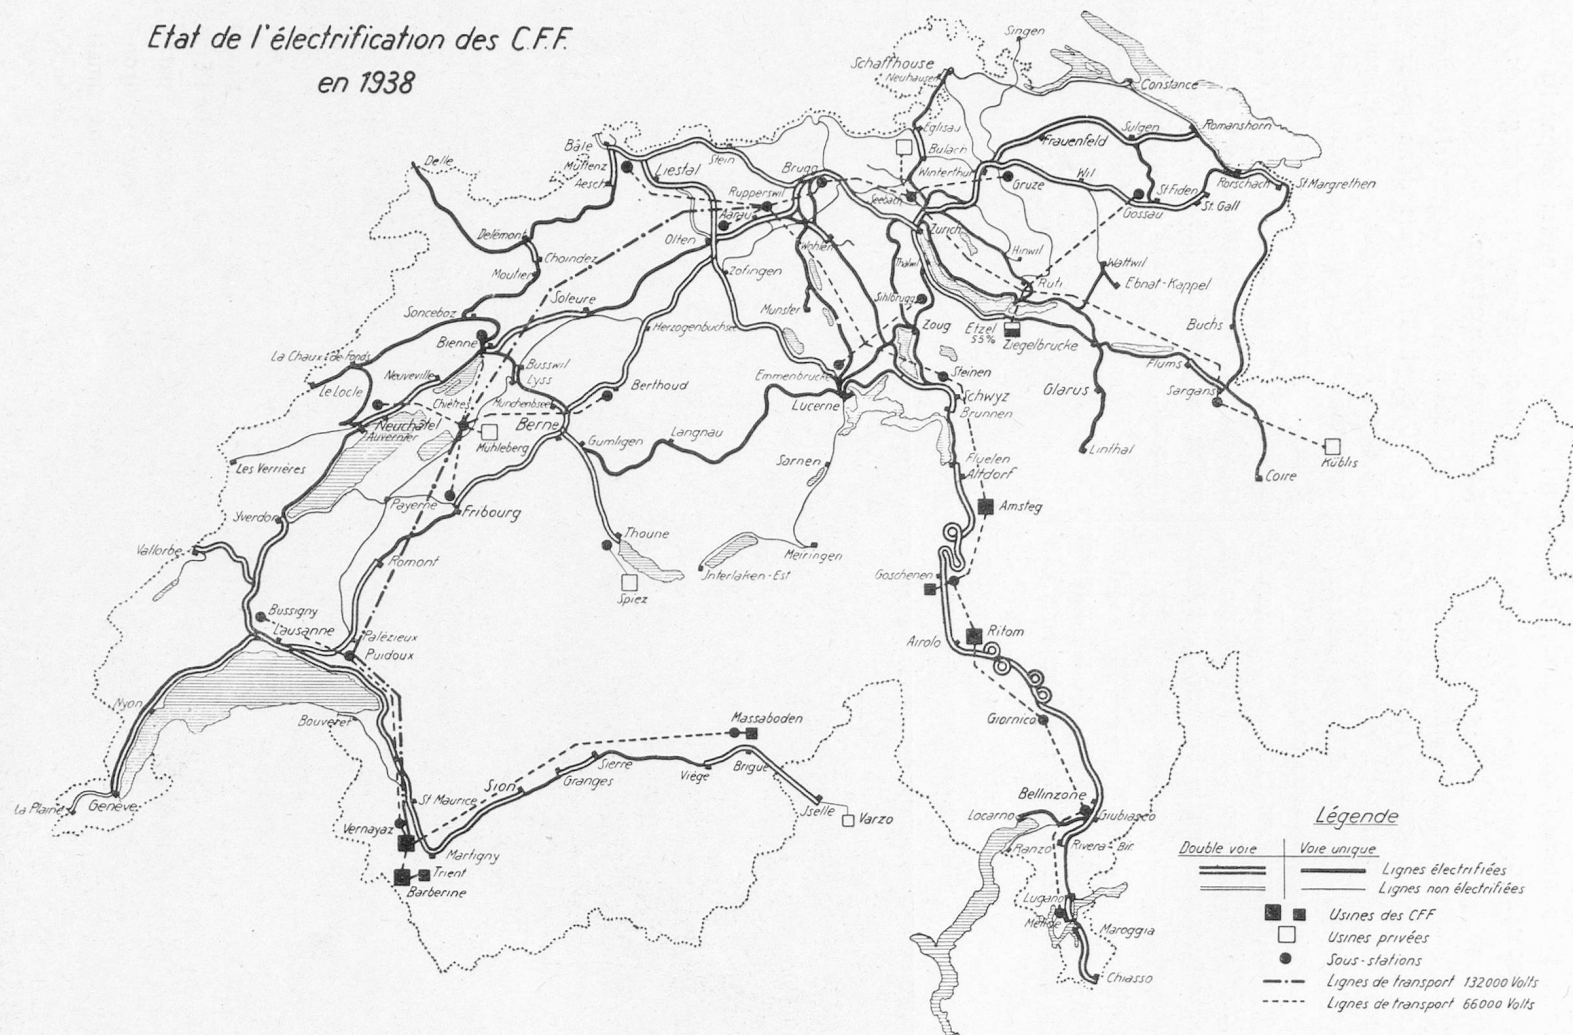 Etat de l'électrification des C.F.F.
en 1938
Singen
Schaffhouse
Neuhausen
Constance
Eglisau
Bulach
Frauenfeld
Sulgen
Romanshorn
Bâle
Muttenz
Aesch
Delle
Liestal
Stein
Brugg
Winterthur
Gruze
Wil
St Fiden
Rorschach
St Margrethen
Gossau
St. Gall
Rupperswil
Aarau
Seebach
Delémont
Choindez
Moutier
Olten
Wohlen
Zurich
Hinwil
Wattwil
Ebnat-Kappel
Zofingen
Thalwil
Ruti
Soleure
Sonceboz
Munster
Sihlbrugg
Zoug
Etzel
55%
Ziegelbrucke
Buchs
Herzogenbuchsee
Bienne
La Chaux-de-fonds
Le Locle
Neuveville
Busswil
Lyss
Berthoud
Emmenbrucke
Steinen
Flums
Sargans
Glarus
Chiètres
Munchenbsee
Lucerne
Schwyz
Brunnen
Neuchâtel
Auvernier
Berne
Mühleberg
Gumligen
Langnau
Linthal
Küblis
Les Verrières
Sarnen
Fluelen
Altdorf
Coire
Payerne
Fribourg
Amsteg
Yverdon
Thoune
Vallorbe
Romont
Interlaken-Est
Meiringen
Goschenen
Spiez
Bussigny
Lausanne
Palézieux
Puidoux
Airolo
Ritom
Nyon
Bouveret
Massaboden
Giornico
Sierre
Sion
Granges
Viège
Brigue
La Plaine
Genève
St Maurice
Iselle
Varzo
Bellinzone
Locarno
Giubiasco
Vernayaz
Martigny
Ranzo
Rivera-Bir.
Trient
Barberine
Lugano
Melide
Maroggia
Chiasso
Légende
Double voie
Voie unique
Lignes électrifiées
Lignes non électrifiées
Usines des CFF
Usines privées
Sous-stations
Lignes de transport 132000 Volts
Lignes de transport 66000 Volts